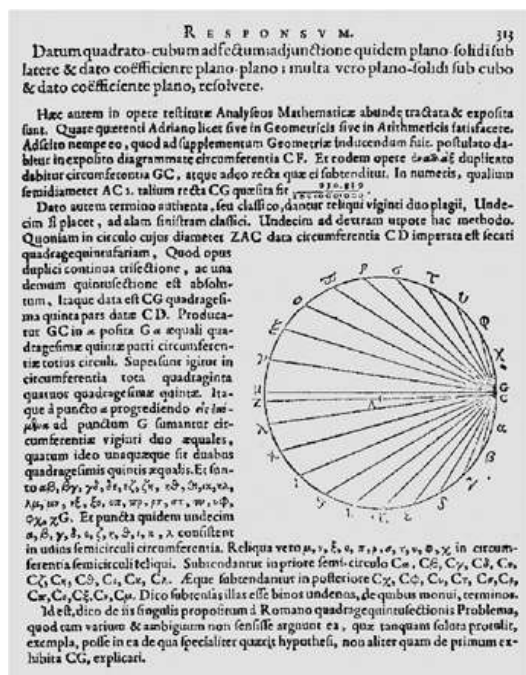 RESPONSVM. 313
Datum quadrato-cubum adfectum; adjunctione quidem plano-ſolidi ſub
latere & dato coëfficiente plano-plano; multa vero plano-ſolidi ſub cubo
& dato coëfficiente plano, reſolvere.
Hæc autem in opere reſtitutæ Analyſeos Mathematicæ abunde tractata & expoſita
ſunt. Quare quærenti Adriano licet ſive in Geometricis ſive in Arithmeticis ſatisfacere.
Adſcito nempe eo, quod ad ſupplementum Geometriæ inducendum fuit. poſtulato da-
bitur in expoſito diagrammate circumferentia CF. Et eodem opere duplicato
dabitur circumferentia GC, atque adeo recta quæ ei ſubtenditur. In numeris, qualium
ſemidiameter AC 1. talium recta CG quæſita fit
Dato autem termino authenta, ſeu claſſico, dantur reliqui viginti duo plagii, Unde-
cim ſi placet, ad alam ſiniſtram claſſici. Undecim ad dextram utpote hac methodo.
Quoniam in circulo cujus diameter ZAC data circumferentia CD imperata eſt ſecari
quadragequintufariam, Quod opus
duplici continua triſectione, ac una
demum quintuſectione eſt abſolu-
tum, Itaque data eſt CG quadrageſi-
ma quinta pars datæ CD. Produca-
tur GC in α poſita G α æquali qua-
drageſimæ quintæ parti circumferen-
tiæ totius circuli. Superſunt igitur in
circumferentia tota quadraginta
quatuor quadrageſimæ quintæ. Ita-
que à puncto α progrediendo
ad punctum G ſumantur cir-
cumferentiæ viginti duo æquales,
quarum ideo unaquæque ſit duabus
quadrageſimis quintis æqualis. Et ſun-
to αβ, βγ, γδ, δε, εζ, ζη, ηϑ, ϑι, ικ, κλ,
λμ, μν, νξ, ξο, οπ, πρ, ρσ, στ, τυ, υφ,
φχ, χG. Et puncta quidem undecim
α, β, γ, δ, ε, ζ, η, ϑ, ι, κ, λ conſiſtent
in unius ſemicirculi circumferentia. Reliqua vero μ, ν, ξ, ο, π, ρ, σ, τ, υ, φ, χ in circum-
ferentia ſemicirculi reliqui. Subtendantur in priore ſemi-circulo Cα, Cβ, Cγ, Cδ, Cε,
Cζ, Cη, Cϑ, Cι, Cκ, Cλ. Æque ſubtendantur in poſteriore Cχ, Cφ, Cυ, Cτ, Cσ, Cρ,
Cπ, Cο, Cξ, Cν, Cμ. Dico ſubtenſas illas eſſe binos undenos, de quibus monui, terminos.
Id eſt, dico de iis ſingulis propoſitum à Romano quadragequintuſectionis Problema,
quod tam varium & ambiguum non ſenſiſſe arguunt ea, quæ tanquam ſoluta protulit,
exempla, poſſe in ea de qua ſpecialiter quærit hypotheſi, non aliter quam de primum ex-
hibita CG, explicari.
ο
ρ
σ
τ
υ
φ
χ
ξ
ν
μ
Z
A
G
C
α
β
γ
δ
λ
κ